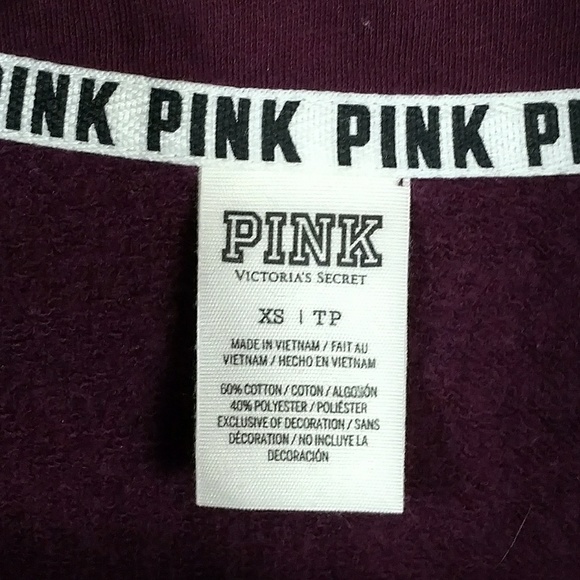 INK PINK PINK PI
PINK
VICTORIA'S SECRET
XS | TP
MADE IN VIETNAM / FAIT AU
VIETNAM / HECHO EN VIETNAM
60% COTTON / COTON / ALGODÓN
40% POLYESTER / POLIÉSTER
EXCLUSIVE OF DECORATION / SANS
DÉCORATION / NO INCLUYE LA
DECORACIÓN